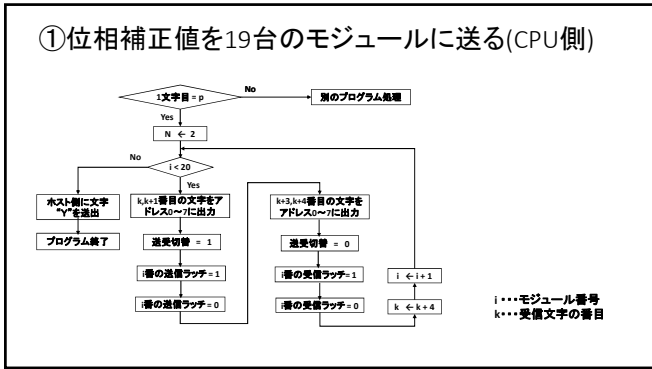 ①位相補正値を19台のモジュールに送る(CPU側)
1文字目 = p
No
別のプログラム処理
Yes
N ← 2
No
i < 20
Yes
ホスト側に文字
“Y”を送出
プログラム終了
k,k+1番目の文字をア
ドレス0～7に出力
送受切替 = 1
i番の送信ラッチ = 1
i番の送信ラッチ = 0
k+3,k+4番目の文字を
アドレス0～7に出力
送受切替 = 0
i番の受信ラッチ = 1
i番の受信ラッチ = 0
i ← i + 1
k ← k + 4
i ･･･モジュール番号
k･･･受信文字の番目